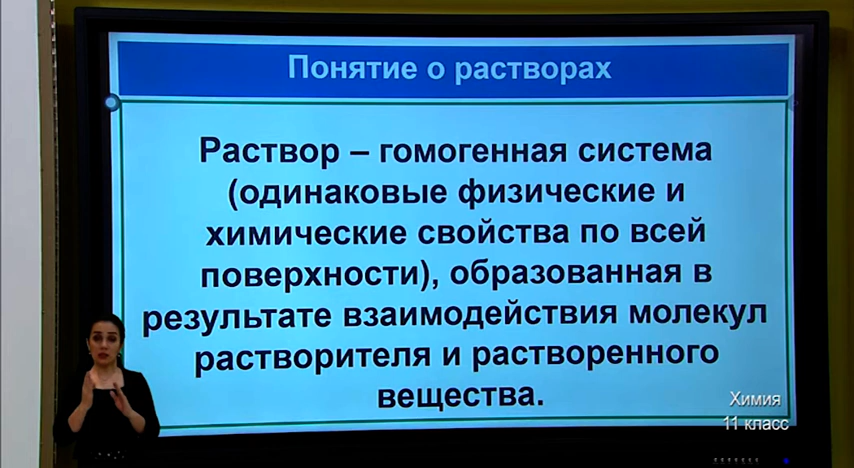 Понятие о растворах
Раствор – гомогенная система
(одинаковые физические и
химические свойства по всей
поверхности), образованная в
результате взаимодействия молекул
растворителя и растворенного
вещества.
Химия
11 класс